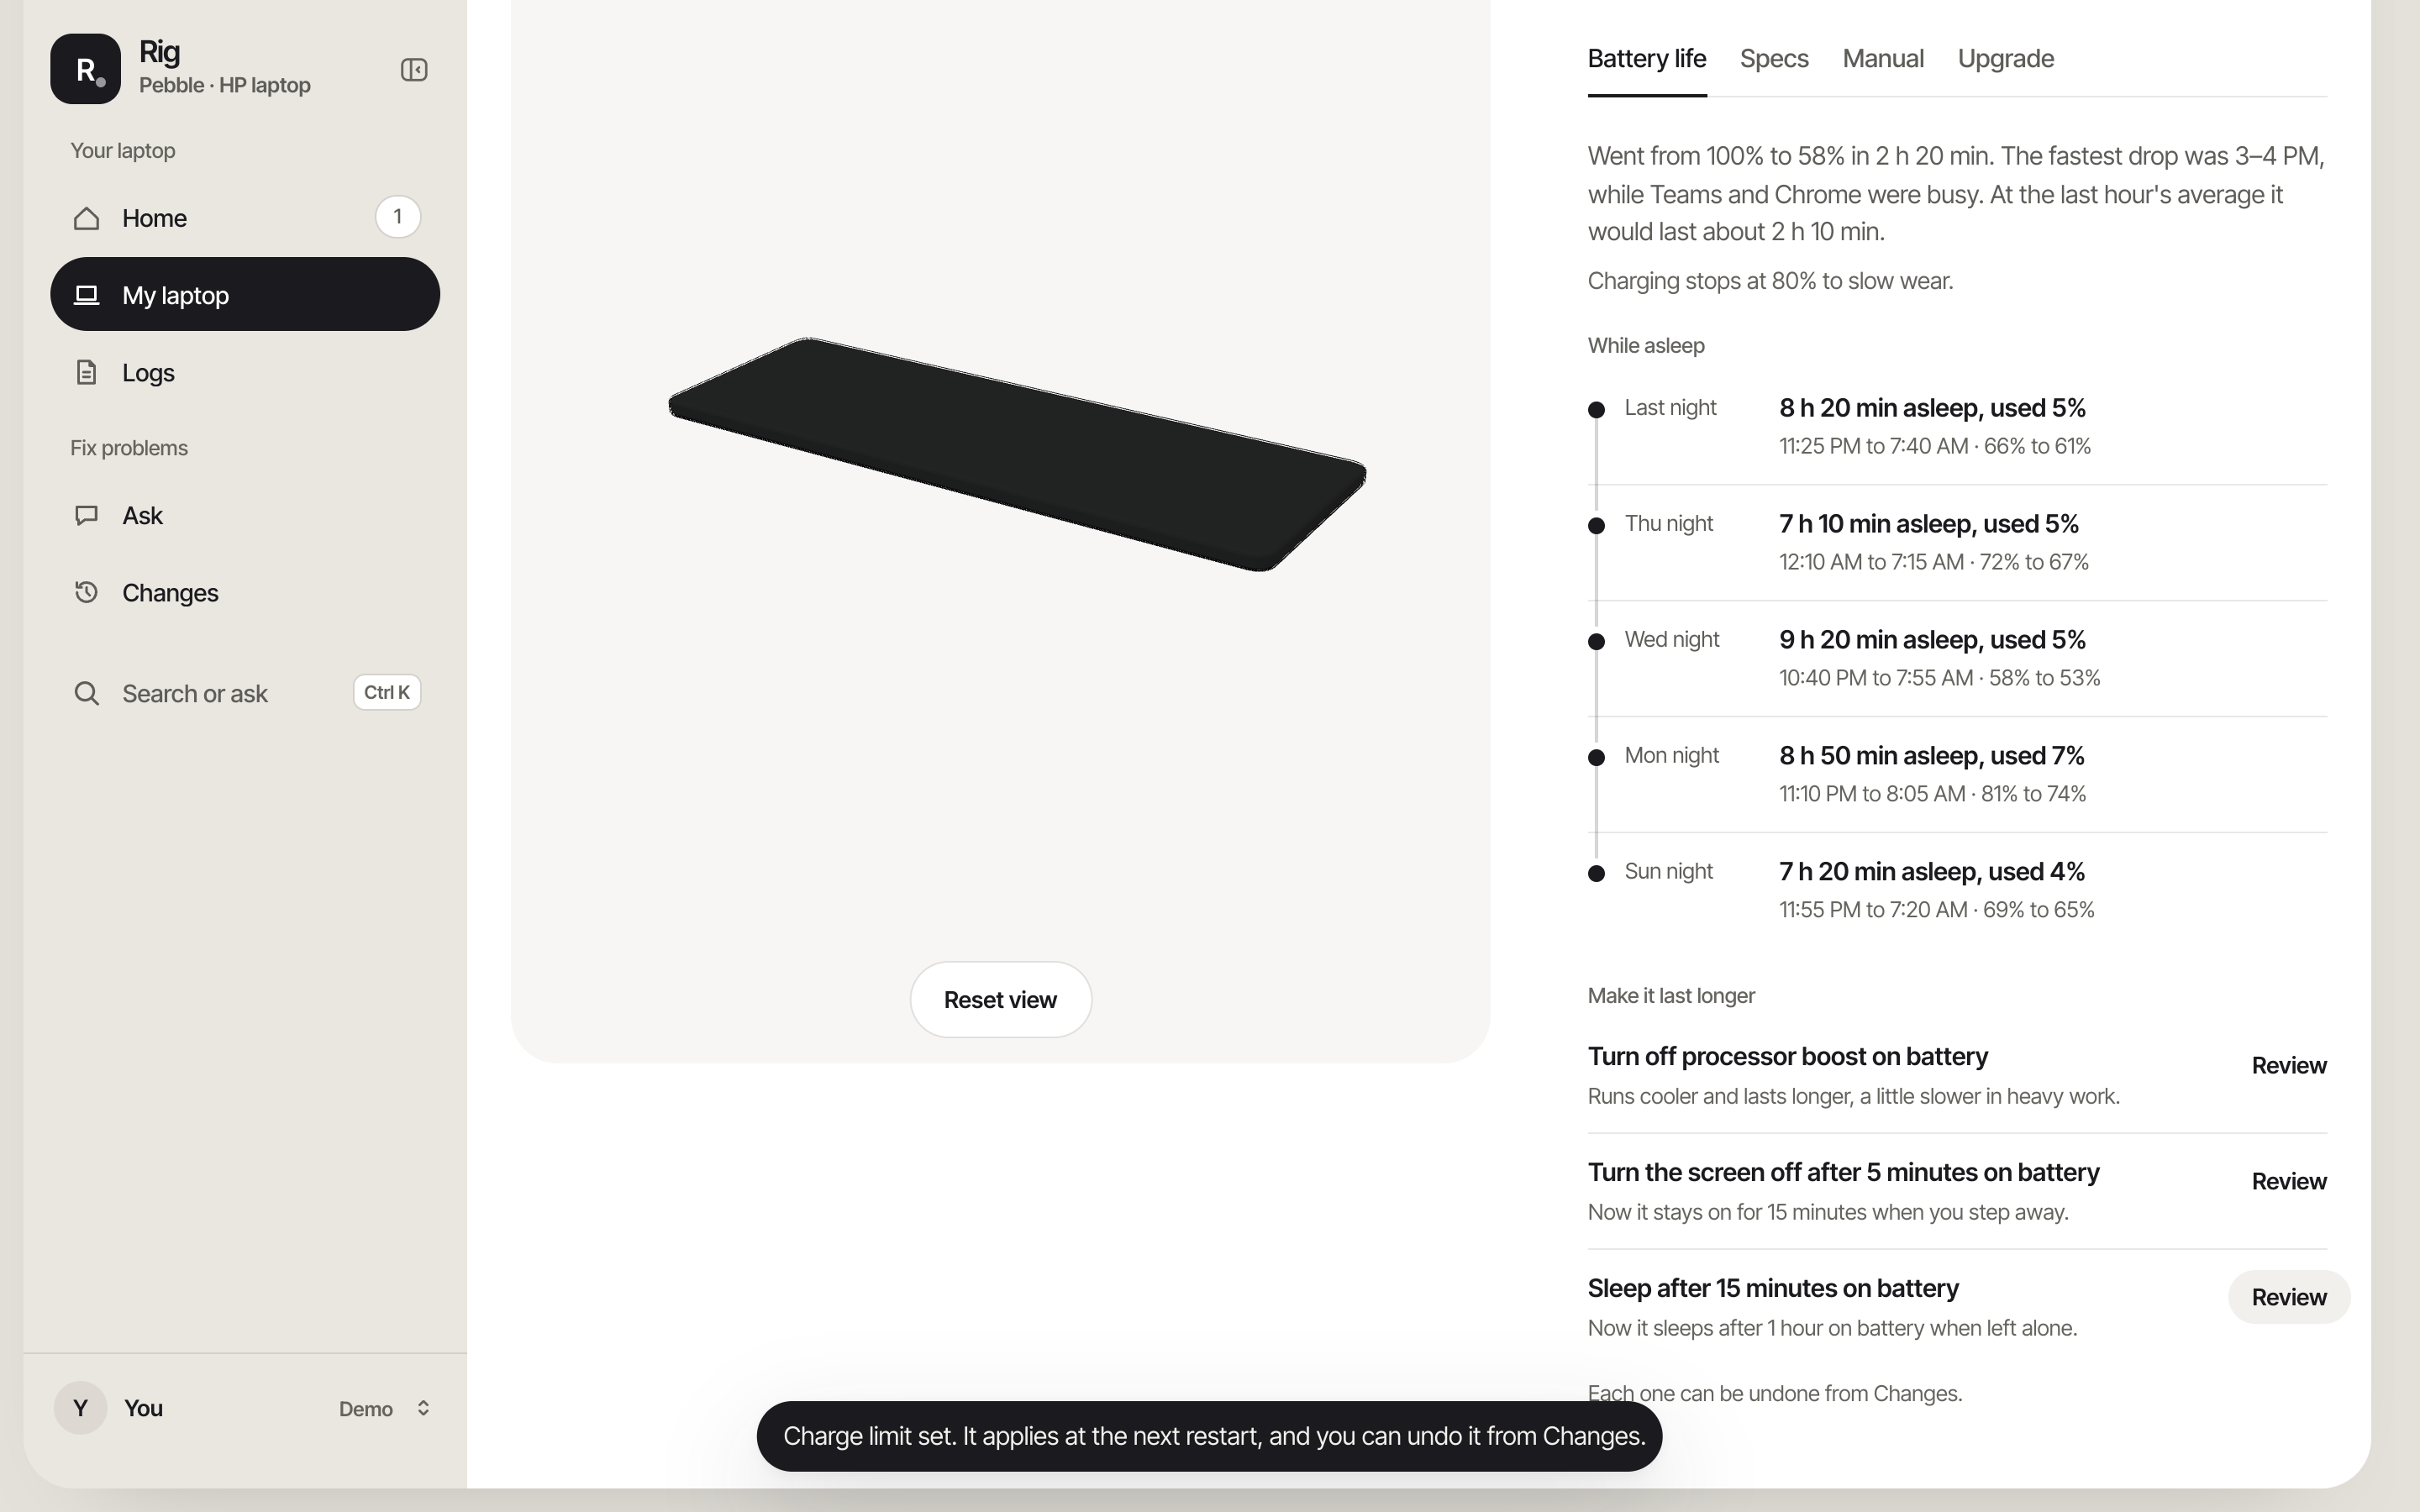 R.
Rig
Pebble · HP laptop
Your laptop
Home
1
My laptop
Logs
Fix problems
Ask
Changes
Search or ask
Ctrl K
Y
You
Demo
Reset view
Battery life
Specs
Manual
Upgrade
Went from 100% to 58% in 2 h 20 min. The fastest drop was 3–4 PM,
while Teams and Chrome were busy. At the last hour's average it
would last about 2 h 10 min.
Charging stops at 80% to slow wear.
While asleep
Last night
8 h 20 min asleep, used 5%
11:25 PM to 7:40 AM · 66% to 61%
Thu night
7 h 10 min asleep, used 5%
12:10 AM to 7:15 AM · 72% to 67%
Wed night
9 h 20 min asleep, used 5%
10:40 PM to 7:55 AM · 58% to 53%
Mon night
8 h 50 min asleep, used 7%
11:10 PM to 8:05 AM · 81% to 74%
Sun night
7 h 20 min asleep, used 4%
11:55 PM to 7:20 AM · 69% to 65%
Make it last longer
Turn off processor boost on battery
Runs cooler and lasts longer, a little slower in heavy work.
Review
Turn the screen off after 5 minutes on battery
Now it stays on for 15 minutes when you step away.
Review
Sleep after 15 minutes on battery
Now it sleeps after 1 hour on battery when left alone.
Review
Each one can be undone from Changes.
Charge limit set. It applies at the next restart, and you can undo it from Changes.